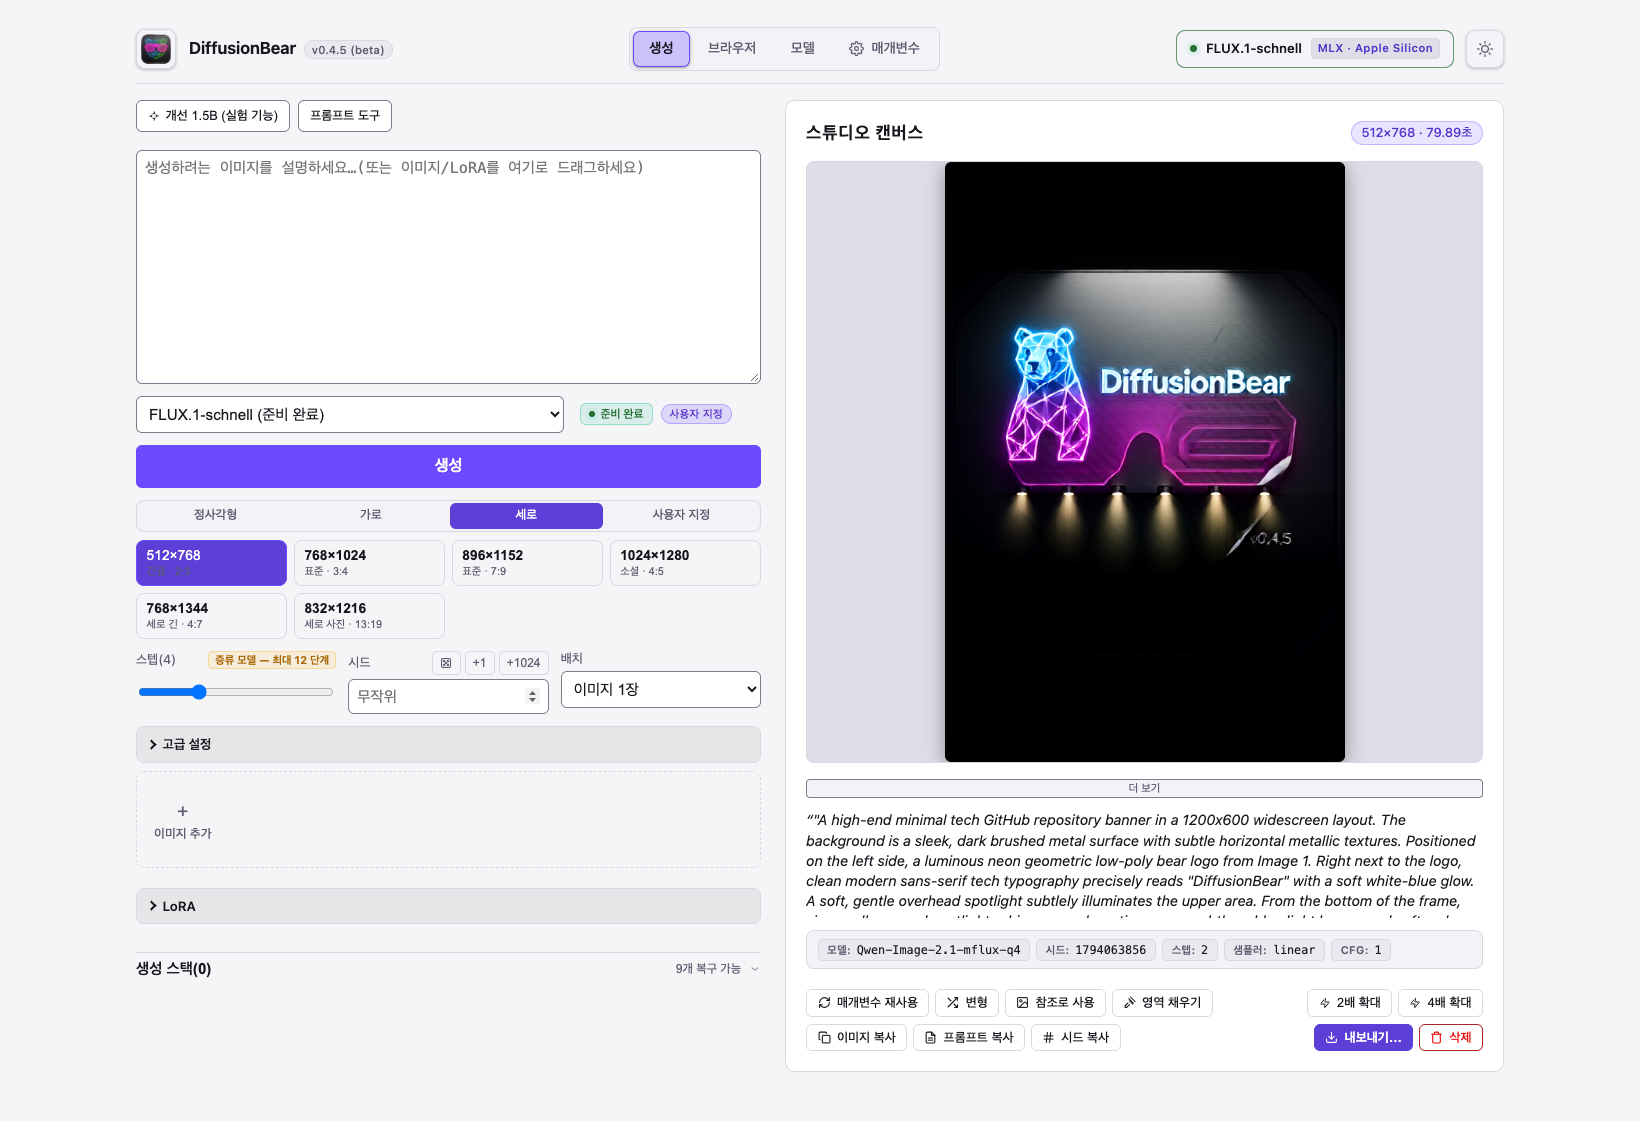 DiffusionBear v0.4.5 (beta)
생성 브라우저 모델 매개변수
FLUX.1-schnell MLX · Apple Silicon
개선 1.5B (실험 기능) 프롬프트 도구
생성하려는 이미지를 설명하세요…(또는 이미지/LoRA를 여기로 드래그하세요)
FLUX.1-schnell (준비 완료) 준비 완료 사용자 지정
생성
정사각형 가로 세로 사용자 지정
512×768
768×1024
표준 · 3:4
896×1152
표준 · 7:9
1024×1280
소셜 · 4:5
768×1344
세로 긴 · 4:7
832×1216
세로 사진 · 13:19
스텝(4) 증류 모델 — 최대 12 단계
시드 +1 +1024
무작위
배치
이미지 1장
고급 설정
+
이미지 추가
LoRA
생성 스택(0) 9개 복구 가능
스튜디오 캔버스 512×768 · 79.89초
DiffusionBear
v0.4.5
더 보기
“"A high-end minimal tech GitHub repository banner in a 1200x600 widescreen layout. The
background is a sleek, dark brushed metal surface with subtle horizontal metallic textures. Positioned
on the left side, a luminous neon geometric low-poly bear logo from Image 1. Right next to the logo,
clean modern sans-serif tech typography precisely reads "DiffusionBear" with a soft white-blue glow.
A soft, gentle overhead spotlight subtlely illuminates the upper area. From the bottom of the frame,
모델: Qwen-Image-2.1-mflux-q4 시드: 1794063856 스텝: 2 샘플러: linear CFG: 1
매개변수 재사용 변형 참조로 사용 영역 채우기 2배 확대 4배 확대
이미지 복사 프롬프트 복사 시드 복사 내보내기… 삭제